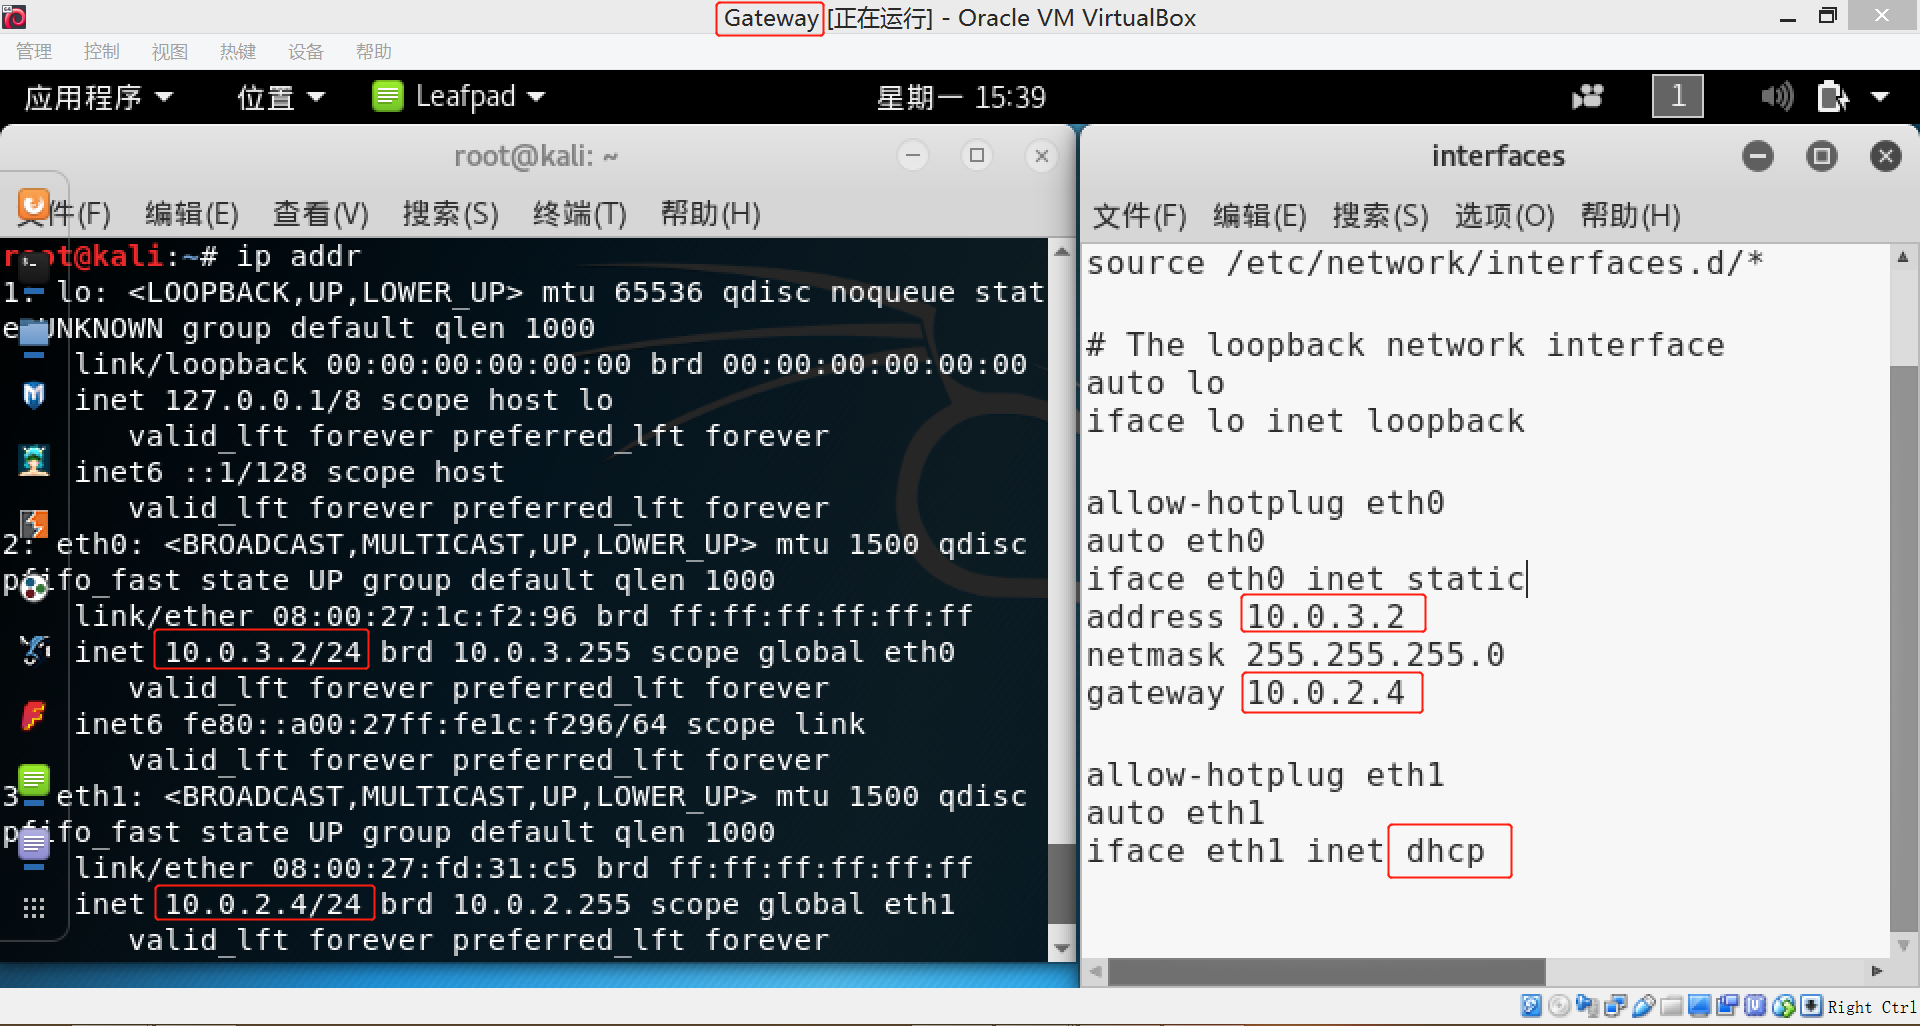 Gateway [正在运行] - Oracle VM VirtualBox
管理 控制 视图 热键 设备 帮助
应用程序 位置 Leafpad 星期一 15:39 1
root@kali: ~
文件(F) 编辑(E) 查看(V) 搜索(S) 终端(T) 帮助(H)
root@kali:~# ip addr
1: lo: <LOOPBACK,UP,LOWER_UP> mtu 65536 qdisc noqueue stat
e UNKNOWN group default qlen 1000
link/loopback 00:00:00:00:00:00 brd 00:00:00:00:00:00
inet 127.0.0.1/8 scope host lo
valid_lft forever preferred_lft forever
inet6 ::1/128 scope host
valid_lft forever preferred_lft forever
2: eth0: <BROADCAST,MULTICAST,UP,LOWER_UP> mtu 1500 qdisc
pfifo_fast state UP group default qlen 1000
link/ether 08:00:27:1c:f2:96 brd ff:ff:ff:ff:ff:ff
inet 10.0.3.2/24 brd 10.0.3.255 scope global eth0
valid_lft forever preferred_lft forever
inet6 fe80::a00:27ff:fe1c:f296/64 scope link
valid_lft forever preferred_lft forever
3: eth1: <BROADCAST,MULTICAST,UP,LOWER_UP> mtu 1500 qdisc
pfifo_fast state UP group default qlen 1000
link/ether 08:00:27:fd:31:c5 brd ff:ff:ff:ff:ff:ff
inet 10.0.2.4/24 brd 10.0.2.255 scope global eth1
valid_lft forever preferred_lft forever
interfaces
文件(F) 编辑(E) 搜索(S) 选项(O) 帮助(H)
source /etc/network/interfaces.d/*
# The loopback network interface
auto lo
iface lo inet loopback
allow-hotplug eth0
auto eth0
iface eth0 inet static
address 10.0.3.2
netmask 255.255.255.0
gateway 10.0.2.4
allow-hotplug eth1
auto eth1
iface eth1 inet dhcp
Right Ctrl